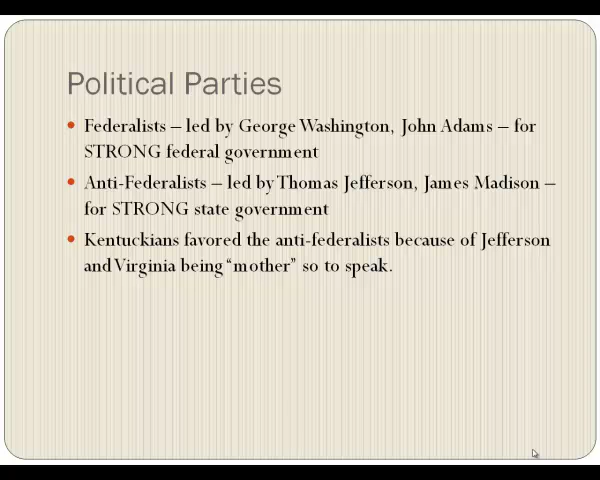 Political Parties
• Federalists – led by George Washington, John Adams – for
STRONG federal government
• Anti-Federalists – led by Thomas Jefferson, James Madison –
for STRONG state government
• Kentuckians favored the anti-federalists because of Jefferson
and Virginia being “mother” so to speak.